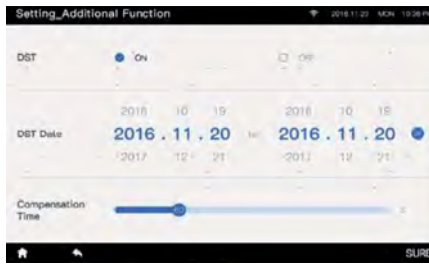 Setting_Additional Function 2016.11.20 MON 10:36 PM
DST ON OFF
2016 10 19 2016 10 19
DST Date 2016 . 11 . 20 2016 . 11 . 20
2017 12 21 2017 12 21
Compensation
Time
SURE